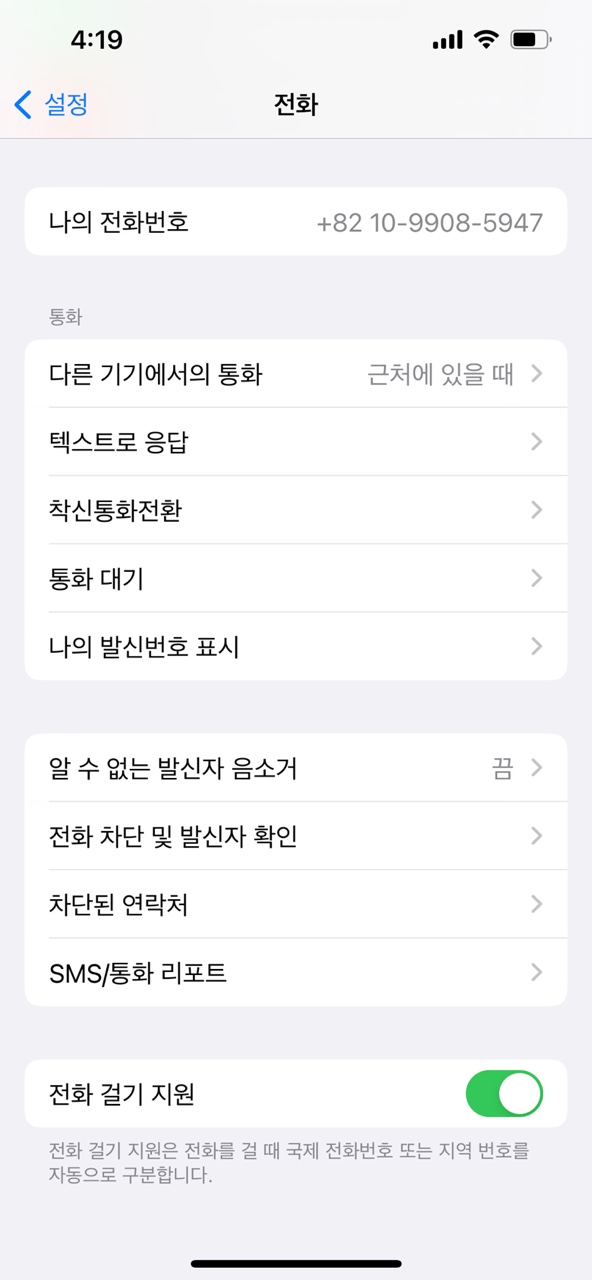 4:19
설정
전화
나의 전화번호 +82 10-9908-5947
통화
다른 기기에서의 통화 근처에 있을 때
텍스트로 응답
착신통화전환
통화 대기
나의 발신번호 표시
알 수 없는 발신자 음소거 끔
전화 차단 및 발신자 확인
차단된 연락처
SMS/통화 리포트
전화 걸기 지원
전화 걸기 지원은 전화를 걸 때 국제 전화번호 또는 지역 번호를
자동으로 구분합니다.